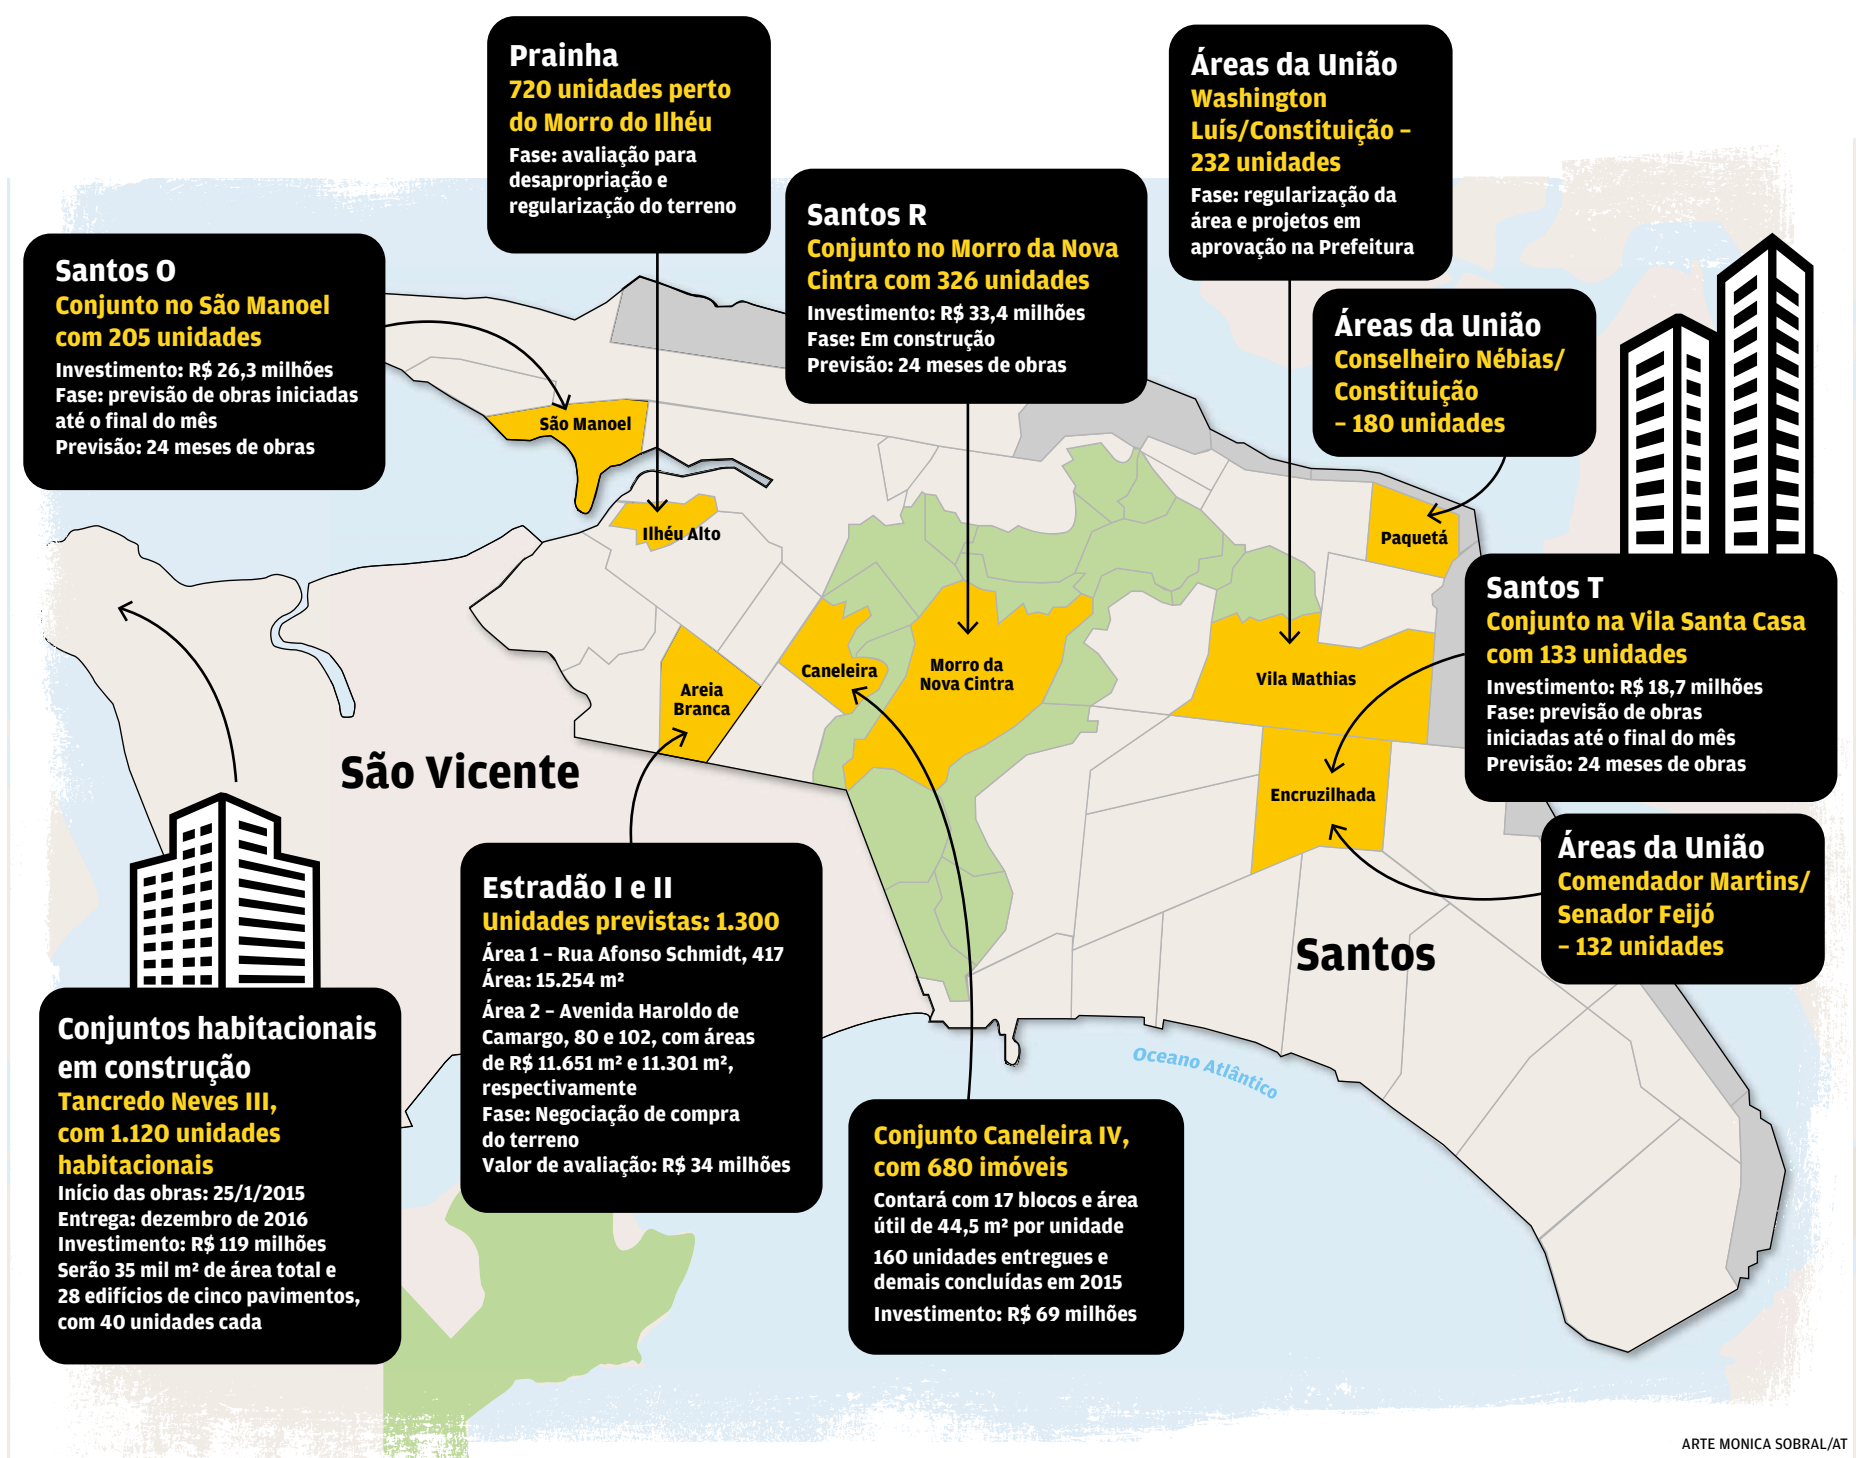 Prainha
720 unidades perto
do Morro do Ilhéu
Fase: avaliação para
desapropriação e
regularização do terreno
Áreas da União
Washington
Luís/Constituição –
232 unidades
Fase: regularização da
área e projetos em
aprovação na Prefeitura
Santos R
Conjunto no Morro da Nova
Cintra com 326 unidades
Investimento: R$ 33,4 milhões
Fase: Em construção
Previsão: 24 meses de obras
Santos O
Conjunto no São Manoel
com 205 unidades
Investimento: R$ 26,3 milhões
Fase: previsão de obras iniciadas
até o final do mês
Previsão: 24 meses de obras
Áreas da União
Conselheiro Nébias/
Constituição
– 180 unidades
São Manoel
Ilhéu Alto
Paquetá
Santos T
Conjunto na Vila Santa Casa
com 133 unidades
Investimento: R$ 18,7 milhões
Fase: previsão de obras
iniciadas até o final do mês
Previsão: 24 meses de obras
Areia
Branca
Caneleira
Morro da
Nova Cintra
Vila Mathias
Encruzilhada
São Vicente
Áreas da União
Comendador Martins/
Senador Feijó
– 132 unidades
Santos
Estradão I e II
Unidades previstas: 1.300
Área 1 – Rua Afonso Schmidt, 417
Área: 15.254 m²
Área 2 – Avenida Haroldo de
Camargo, 80 e 102, com áreas
de R$ 11.651 m² e 11.301 m²,
respectivamente
Fase: Negociação de compra
do terreno
Valor de avaliação: R$ 34 milhões
Conjuntos habitacionais
em construção
Tancredo Neves III,
com 1.120 unidades
habitacionais
Início das obras: 25/1/2015
Entrega: dezembro de 2016
Investimento: R$ 119 milhões
Serão 35 mil m² de área total e
28 edifícios de cinco pavimentos,
com 40 unidades cada
Oceano Atlântico
Conjunto Caneleira IV,
com 680 imóveis
Contará com 17 blocos e área
útil de 44,5 m² por unidade
160 unidades entregues e
demais concluídas em 2015
Investimento: R$ 69 milhões
ARTE MONICA SOBRAL/AT